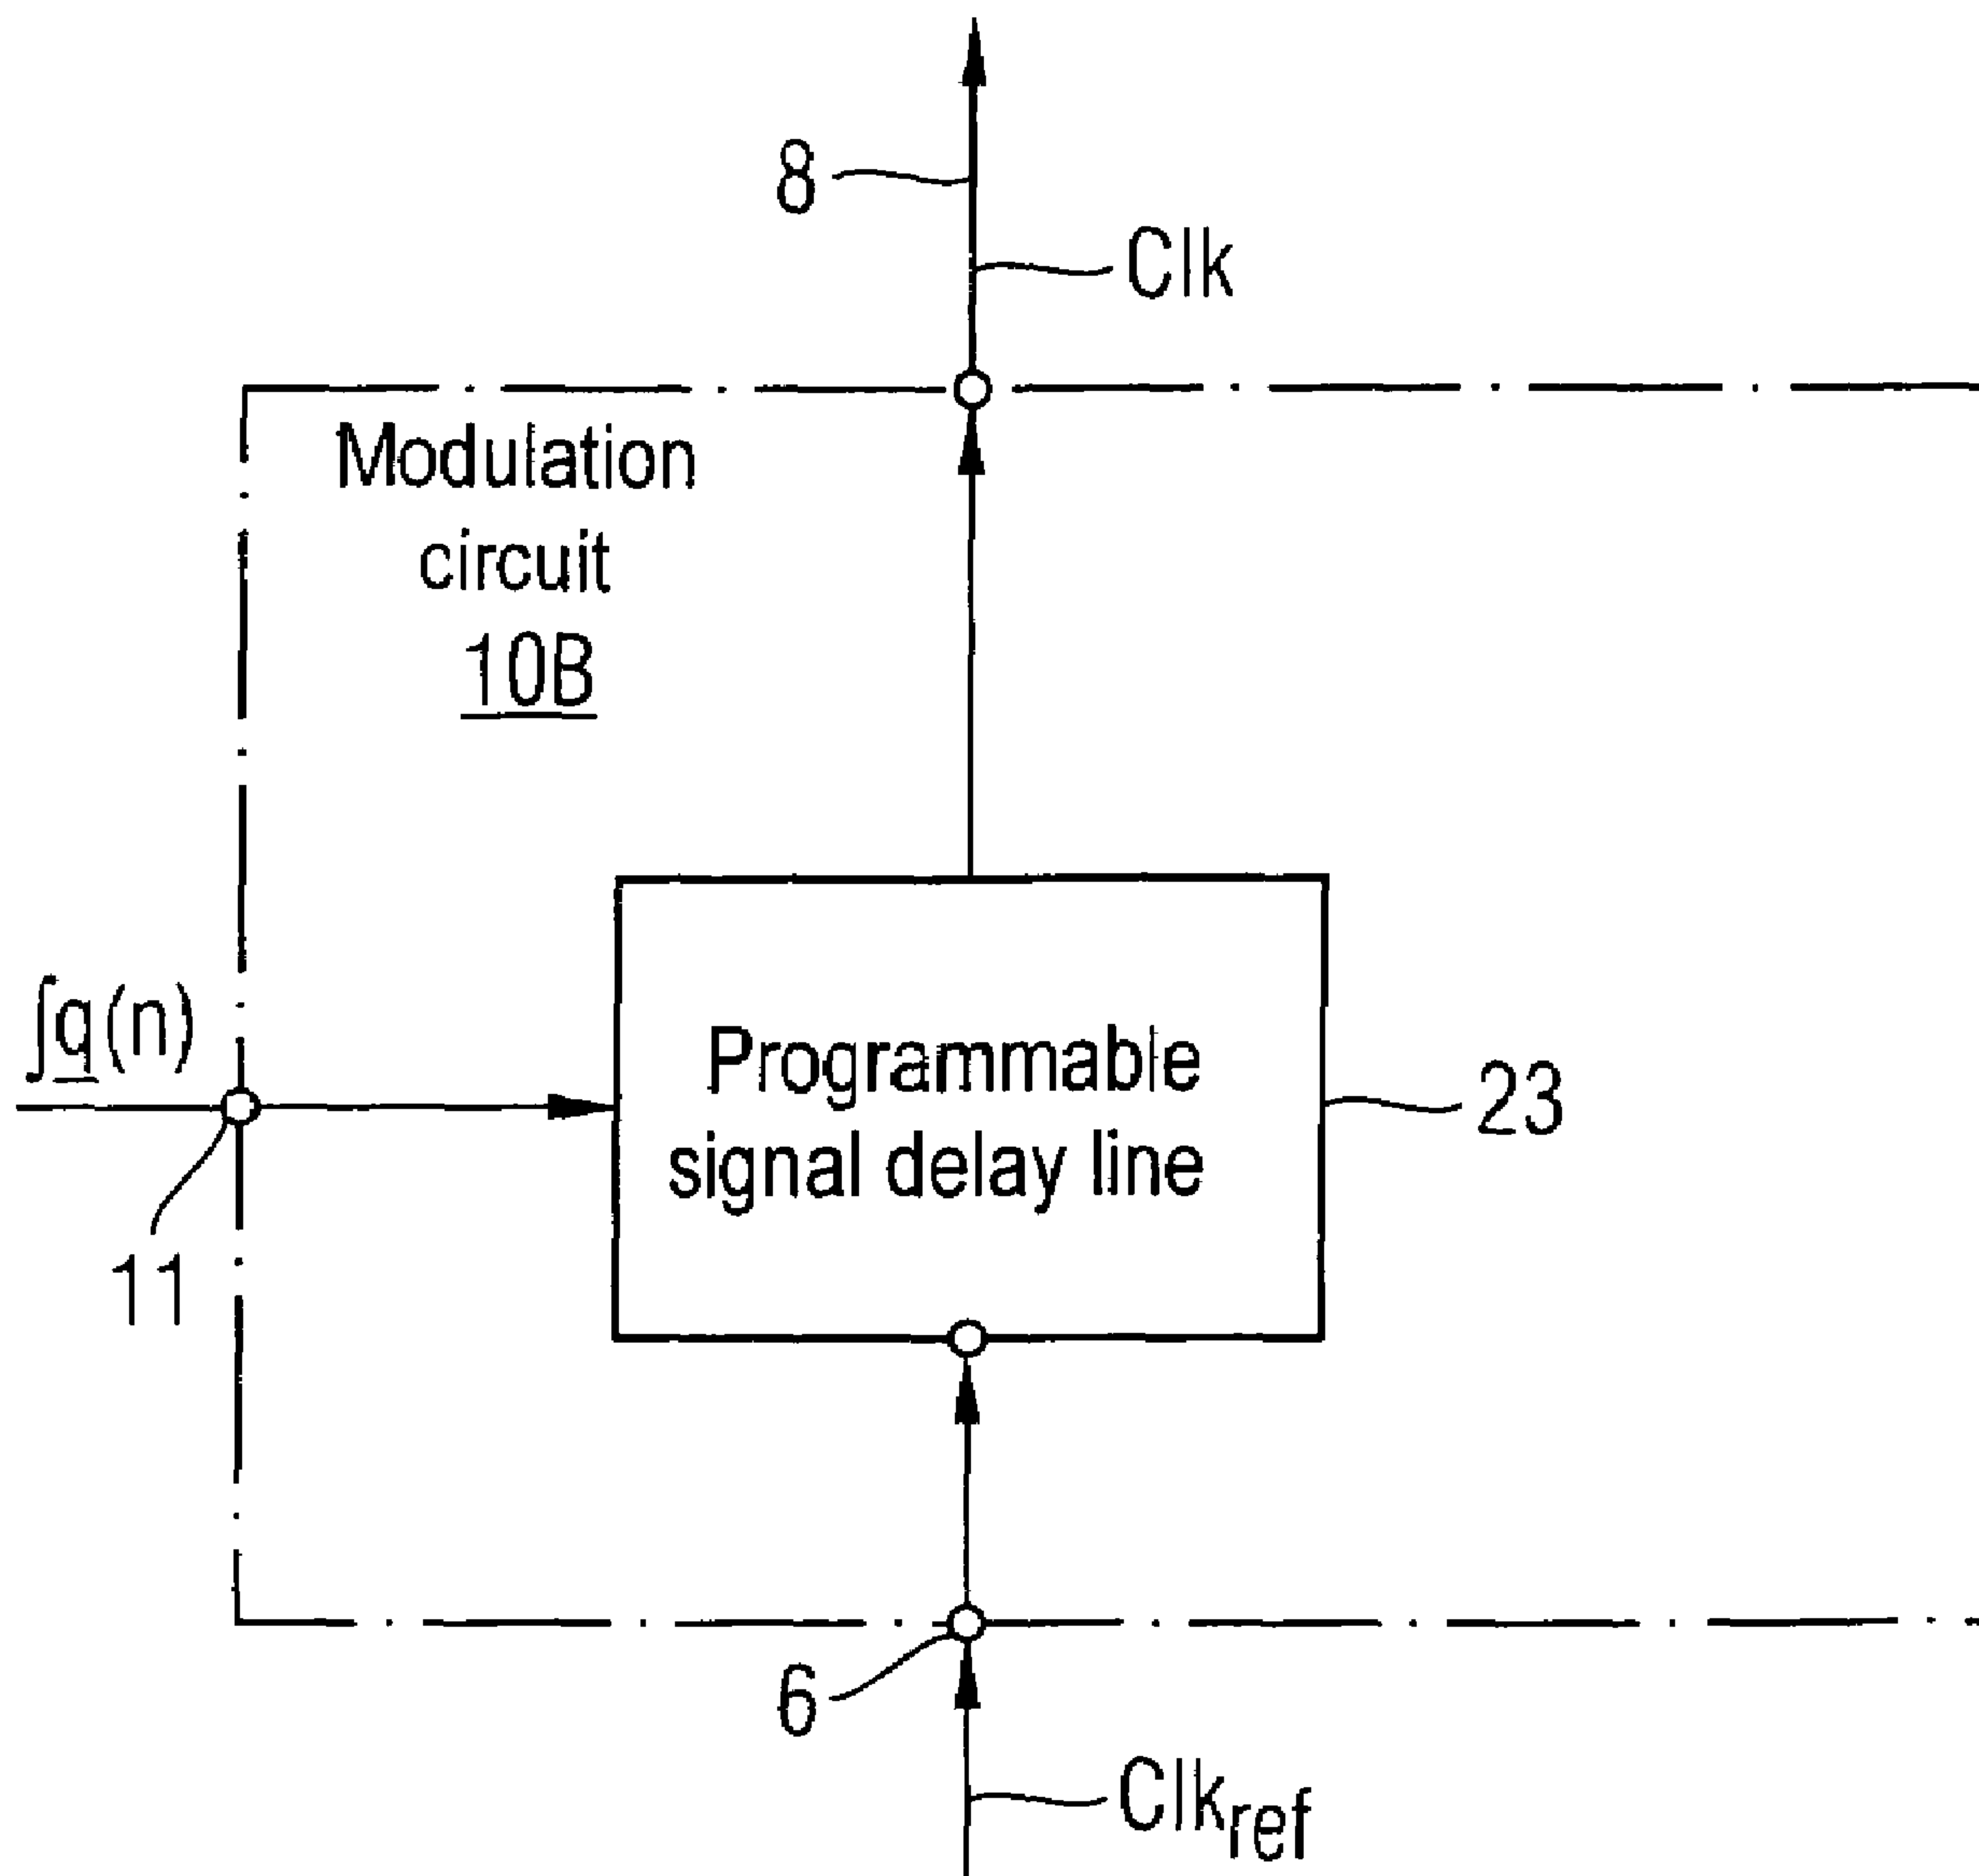 8
Clk
Modulation
circuit
10B
∫q(n)
Programmable
signal delay line
23
11
6
Clkref